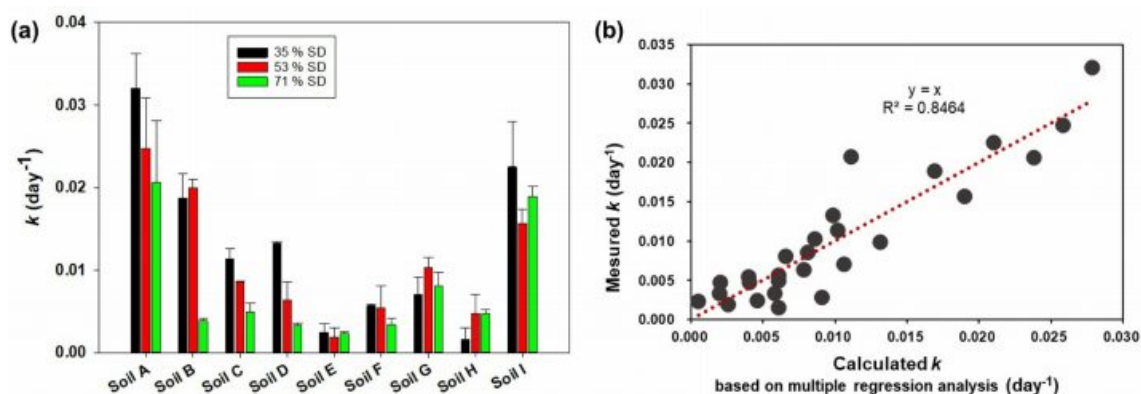 (a)
0.04
0.03
0.02
0.01
0.00
k (day-1)
35 % SD
53 % SD
71 % SD
Soil A
Soil B
Soil C
Soil D
Soil E
Soil F
Soil G
Soil H
Soil I
(b)
0.035
0.030
0.025
0.020
0.015
0.010
0.005
0.000
Mesured k (day-1)
y = x
R² = 0.8464
0.000 0.005 0.010 0.015 0.020 0.025 0.030
Calculated k
based on multiple regression analysis (day-1)